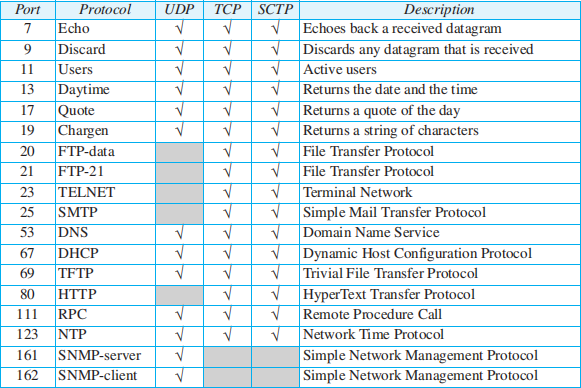 Port Protocol UDP TCP SCTP Description
7 Echo √ √ √ Echoes back a received datagram
9 Discard √ √ √ Discards any datagram that is received
11 Users √ √ √ Active users
13 Daytime √ √ √ Returns the date and the time
17 Quote √ √ √ Returns a quote of the day
19 Chargen √ √ √ Returns a string of characters
20 FTP-data √ √ File Transfer Protocol
21 FTP-21 √ √ File Transfer Protocol
23 TELNET √ √ Terminal Network
25 SMTP √ √ Simple Mail Transfer Protocol
53 DNS √ √ √ Domain Name Service
67 DHCP √ √ √ Dynamic Host Configuration Protocol
69 TFTP √ √ √ Trivial File Transfer Protocol
80 HTTP √ √ HyperText Transfer Protocol
111 RPC √ √ √ Remote Procedure Call
123 NTP √ √ √ Network Time Protocol
161 SNMP-server √ Simple Network Management Protocol
162 SNMP-client √ Simple Network Management Protocol